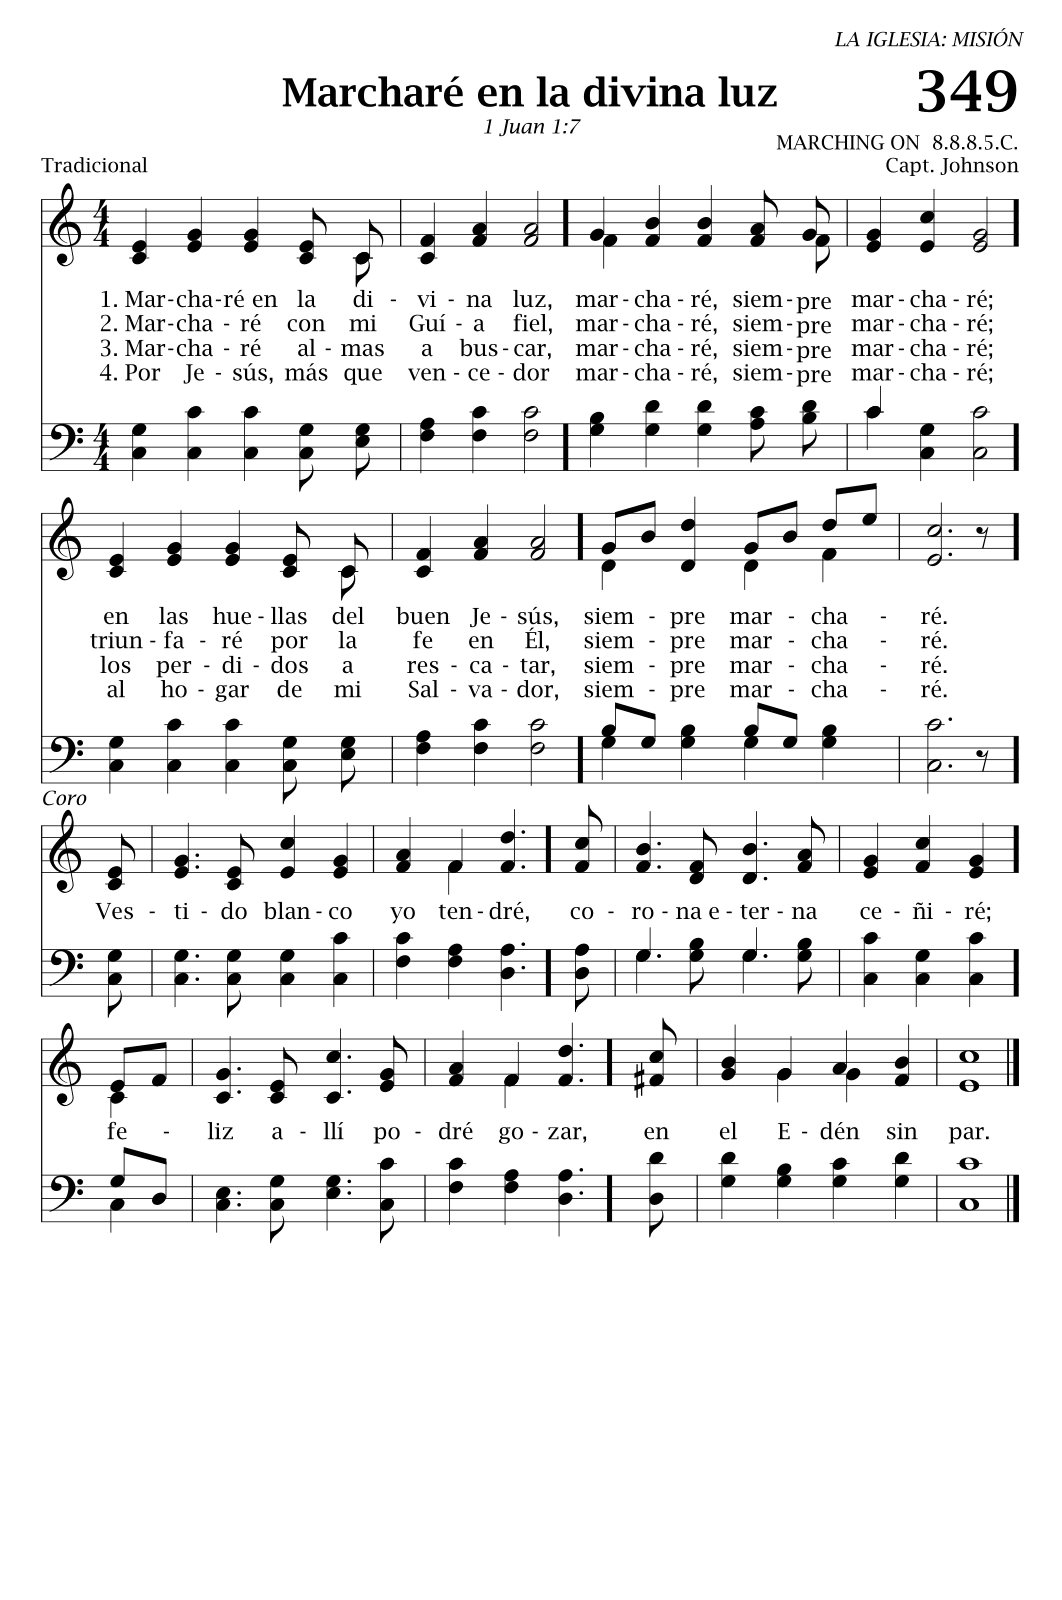 LA IGLESIA: MISIÓN
Marcharé en la divina luz 349
1 Juan 1:7
MARCHING ON 8.8.8.5.C.
Tradicional Capt. Johnson
1. Mar-cha-ré en la di - vi - na luz, mar-cha - ré, siem-pre mar-cha - ré;
2. Mar-cha - ré con mi Guí - a fiel, mar-cha - ré, siem-pre mar-cha - ré;
3. Mar-cha - ré al - mas a bus-car, mar-cha - ré, siem-pre mar-cha - ré;
4. Por Je - sús, más que ven - ce - dor mar-cha - ré, siem-pre mar-cha - ré;
en las hue - llas del buen Je - sús, siem - pre mar - cha - ré.
triun - fa - ré por la fe en Él, siem - pre mar - cha - ré.
los per - di - dos a res - ca - tar, siem - pre mar - cha - ré.
al ho - gar de mi Sal - va - dor, siem - pre mar - cha - ré.
Coro
Ves - ti - do blan - co yo ten - dré, co - ro - na e - ter - na ce - ñi - ré;
fe - liz a - llí po - dré go - zar, en el E - dén sin par.